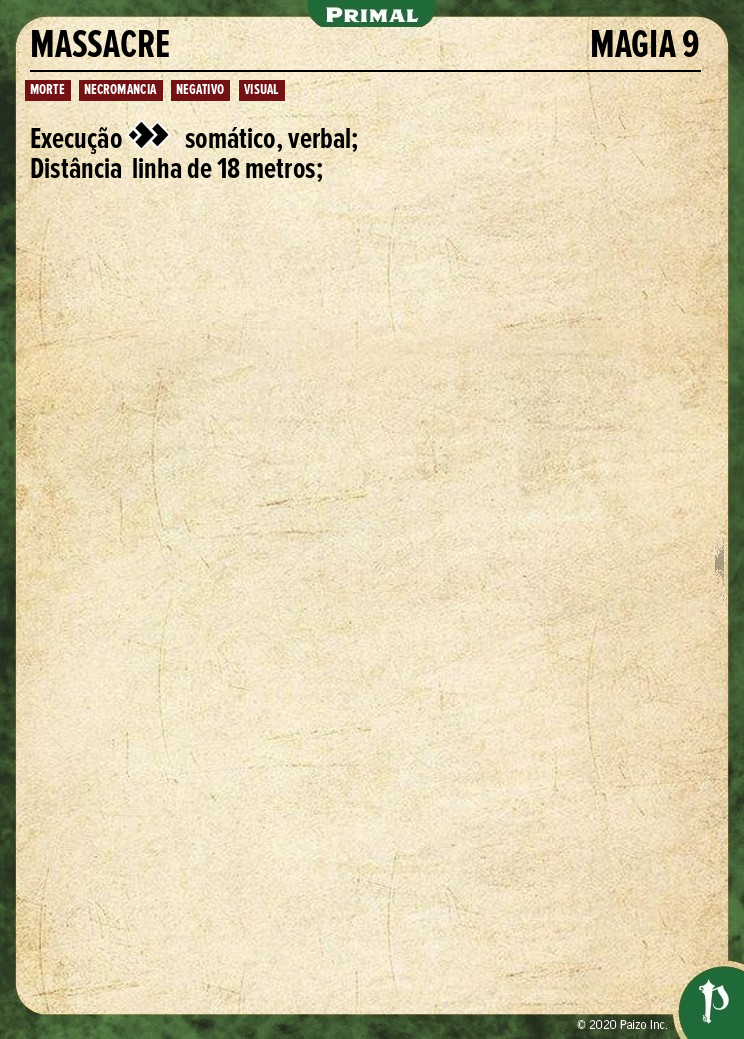 PRIMAL
MASSACRE MAGIA 9
MORTE NECROMANCIA NEGATIVO VISUAL
Execução somático, verbal;
Distância linha de 18 metros;
© 2020 Paizo Inc.
P